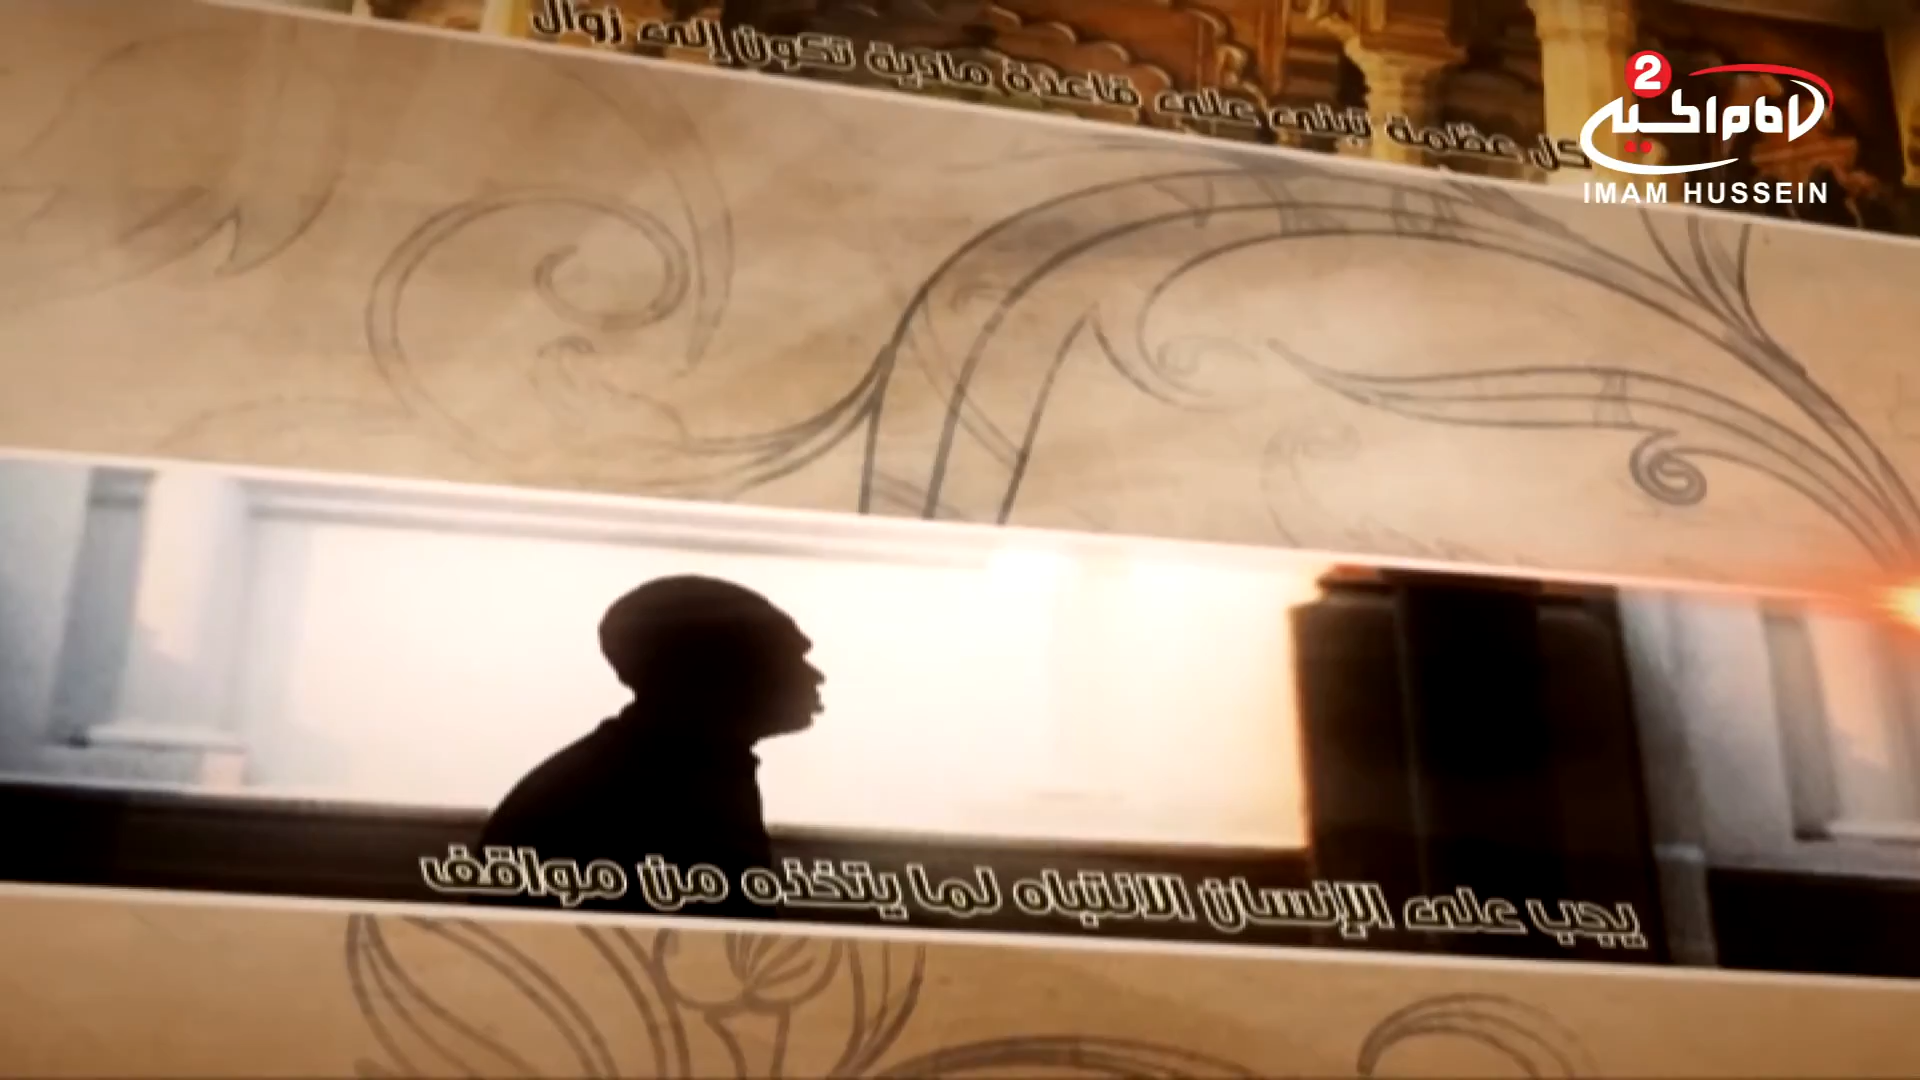 كل عظمة تبنى على قاعدة مادية تكون إلى زوال
2
الامام الحسين
IMAM HUSSEIN
يجب على الإنسان الانتباه لما يتخذه من مواقف